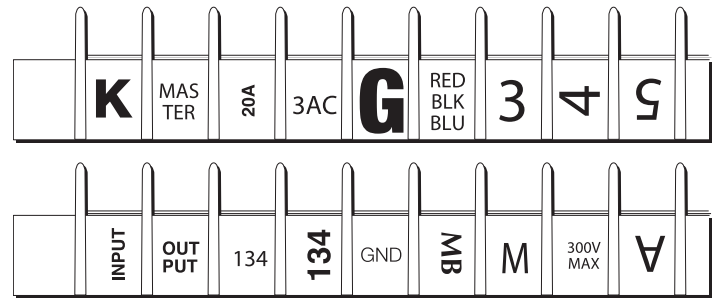 K
MAS
TER
20A
3AC
G
RED
BLK
BLU
3
4
5
INPUT
OUT
PUT
134
134
GND
MB
M
300V
MAX
A